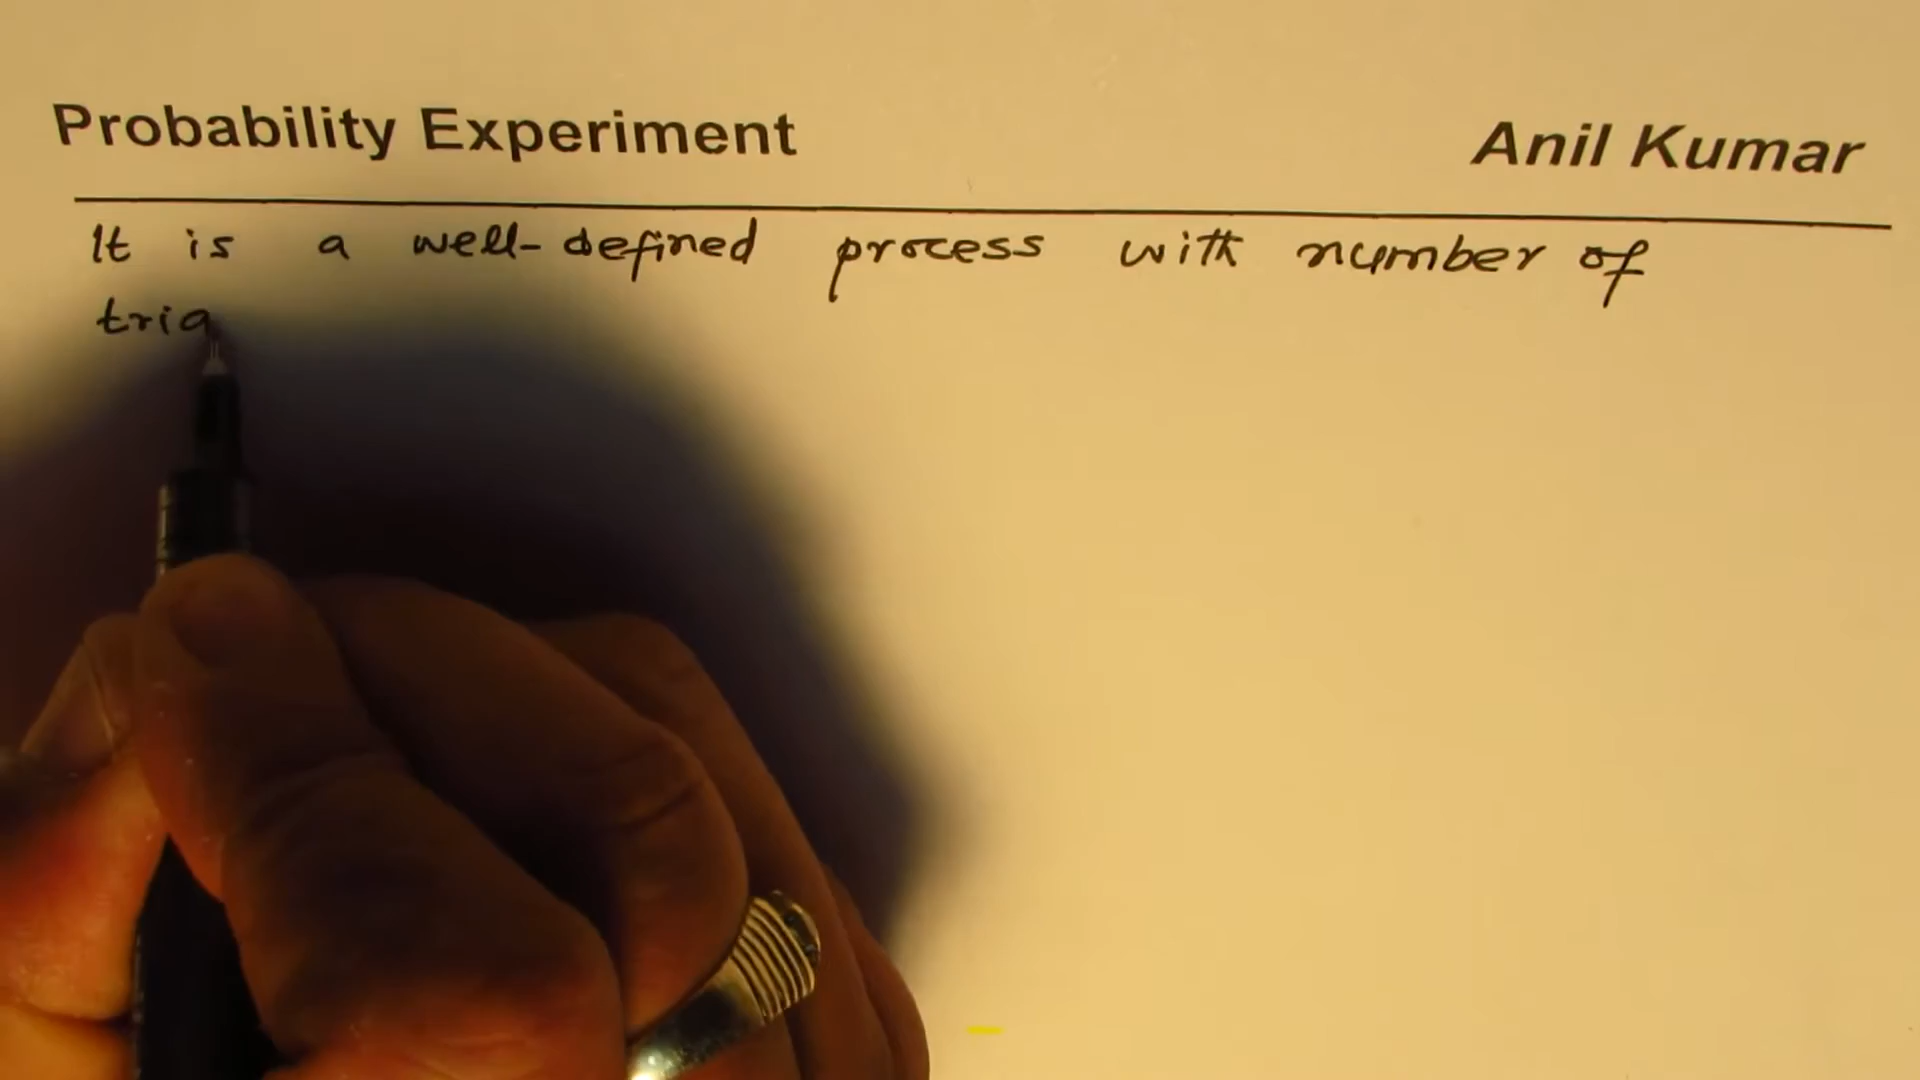 Probability Experiment
Anil Kumar
It is a well-defined process with number of
tria